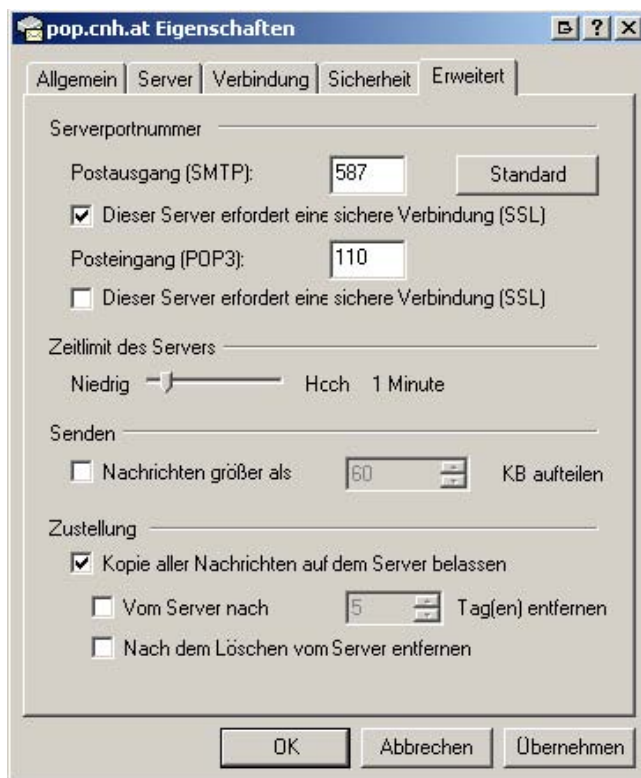 pop.cnh.at Eigenschaften
Allgemein Server Verbindung Sicherheit Erweitert
Serverportnummer
Postausgang (SMTP): 587 Standard
Dieser Server erfordert eine sichere Verbindung (SSL)
Posteingang (POP3): 110
Dieser Server erfordert eine sichere Verbindung (SSL)
Zeitlimit des Servers
Niedrig Hcch 1 Minute
Senden
Nachrichten größer als 60 KB aufteilen
Zustellung
Kopie aller Nachrichten auf dem Server belassen
Vom Server nach 5 Tag(en) entfernen
Nach dem Löschen vom Server entfernen
OK Abbrechen Übernehmen